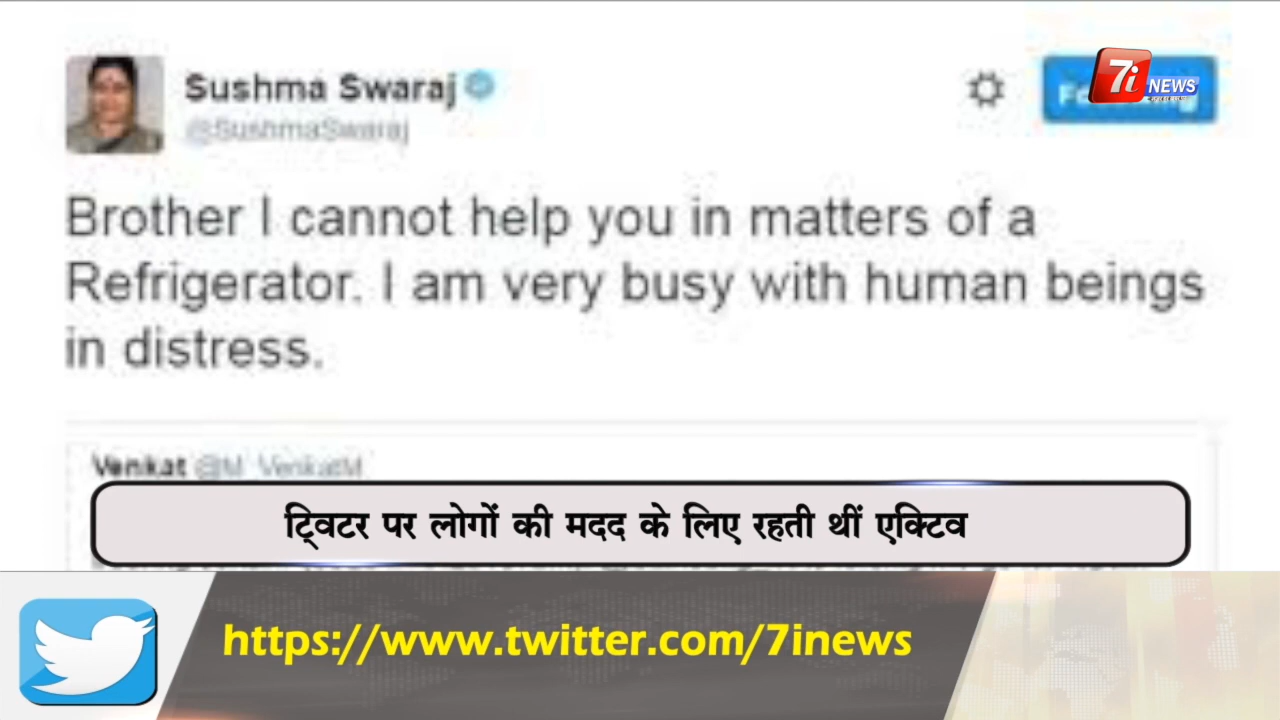 Sushma Swaraj
@SushmaSwaraj
7i NEWS
Brother I cannot help you in matters of a
Refrigerator. I am very busy with human beings
in distress.
Venkat @M_VenkatM
ट्विटर पर लोगों की मदद के लिए रहती थीं एक्टिव
https://www.twitter.com/7inews